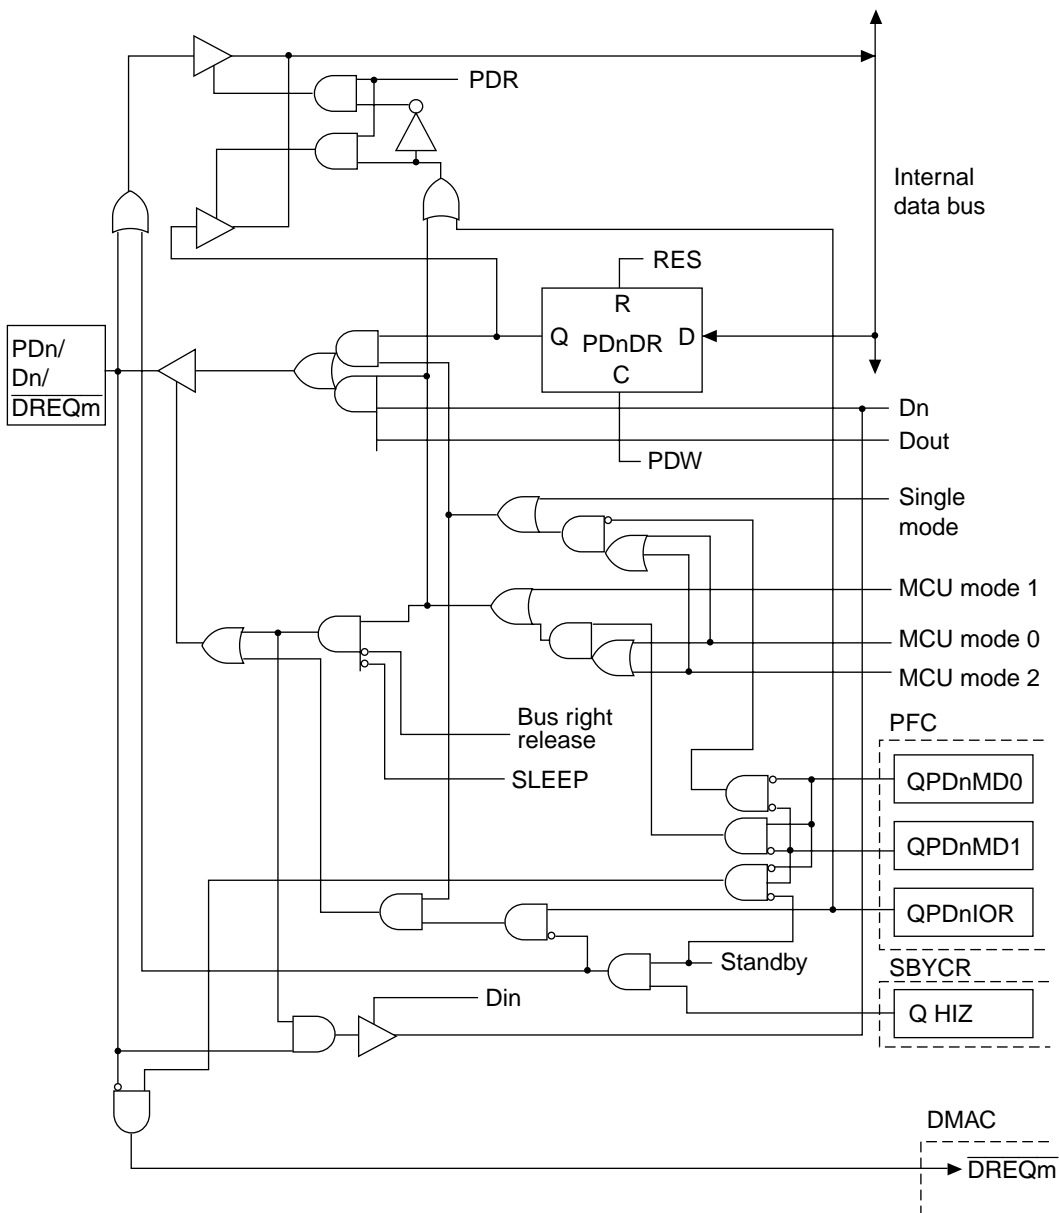 PDR
Internal
data bus
RES
R
Q
PDnDR
D
C
PDn/
Dn/
DREQm
Dn
Dout
PDW
Single
mode
MCU mode 1
MCU mode 0
MCU mode 2
Bus right
release
PFC
SLEEP
QPDnMD0
QPDnMD1
QPDnIOR
Standby
SBYCR
Din
Q HIZ
DMAC
DREQm